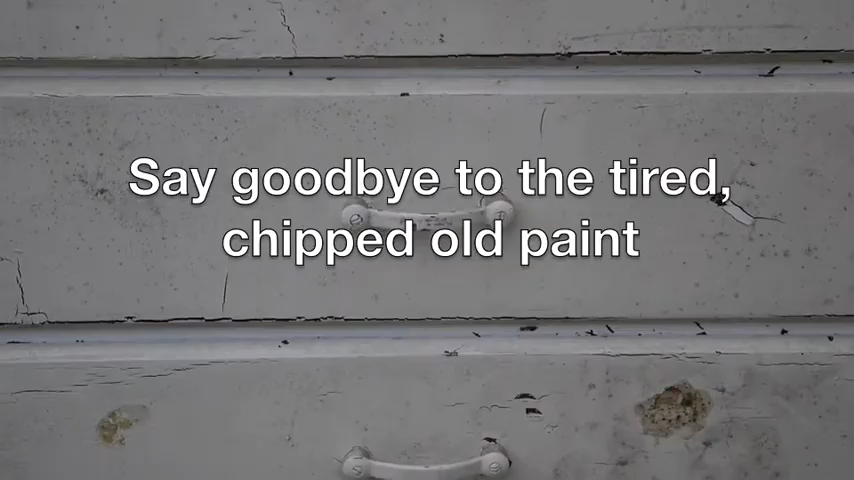 Say goodbye to the tired,
chipped old paint